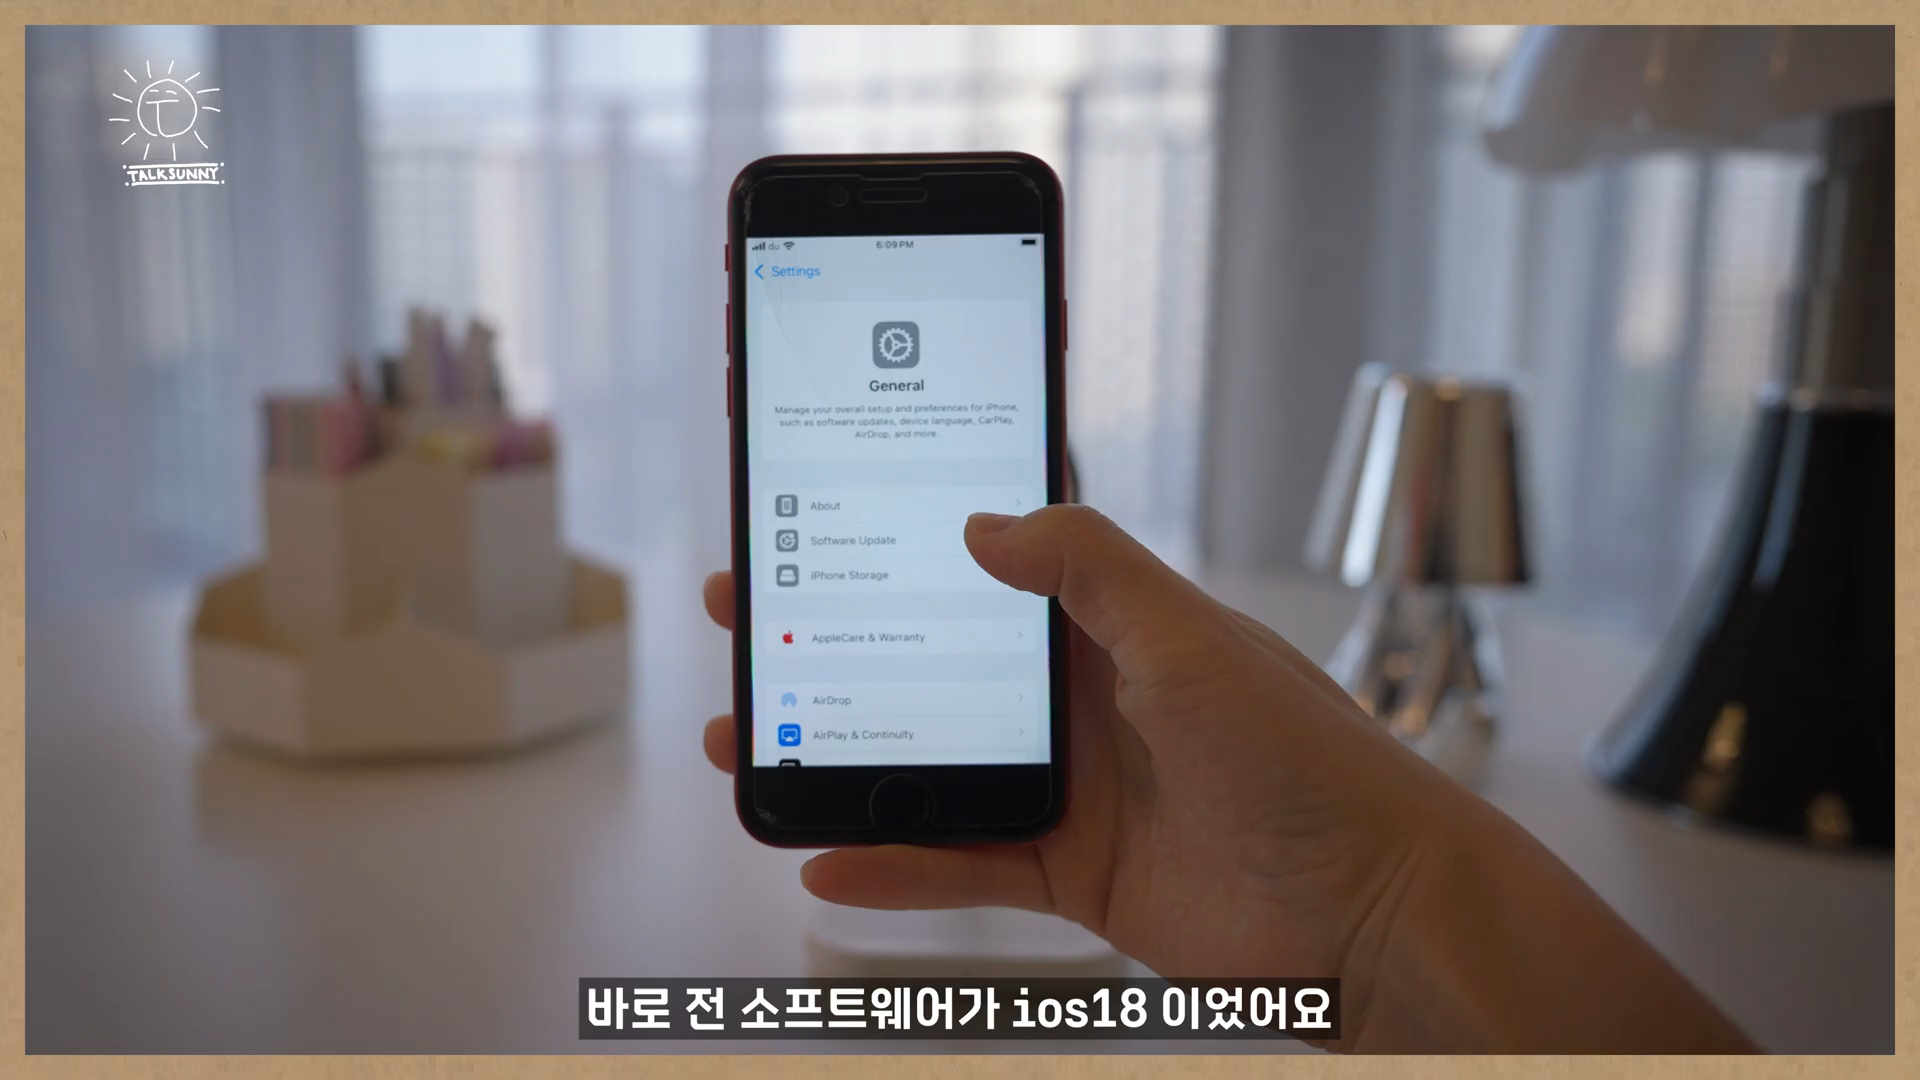 T
TALKSUNNY
du
6:09 PM
Settings
General
Manage your overall setup and preferences for iPhone,
such as software updates, device language, CarPlay,
AirDrop, and more.
About
Software Update
iPhone Storage
AppleCare & Warranty
AirDrop
AirPlay & Continuity
바로 전 소프트웨어가 ios18 이었어요